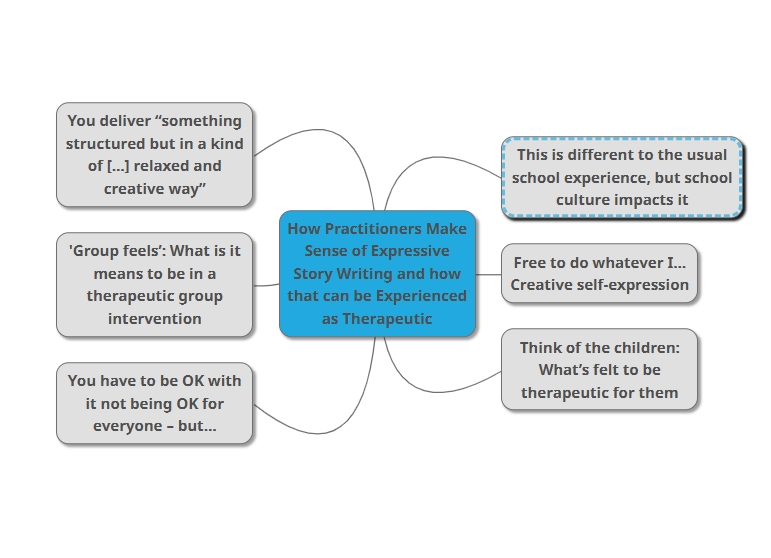 You deliver “something
structured but in a kind
of [...] relaxed and
creative way”
'Group feels’: What is it
means to be in a
therapeutic group
intervention
You have to be OK with
it not being OK for
everyone – but...
How Practitioners Make
Sense of Expressive
Story Writing and how
that can be Experienced
as Therapeutic
This is different to the usual
school experience, but school
culture impacts it
Free to do whatever I...
Creative self-expression
Think of the children:
What’s felt to be
therapeutic for them